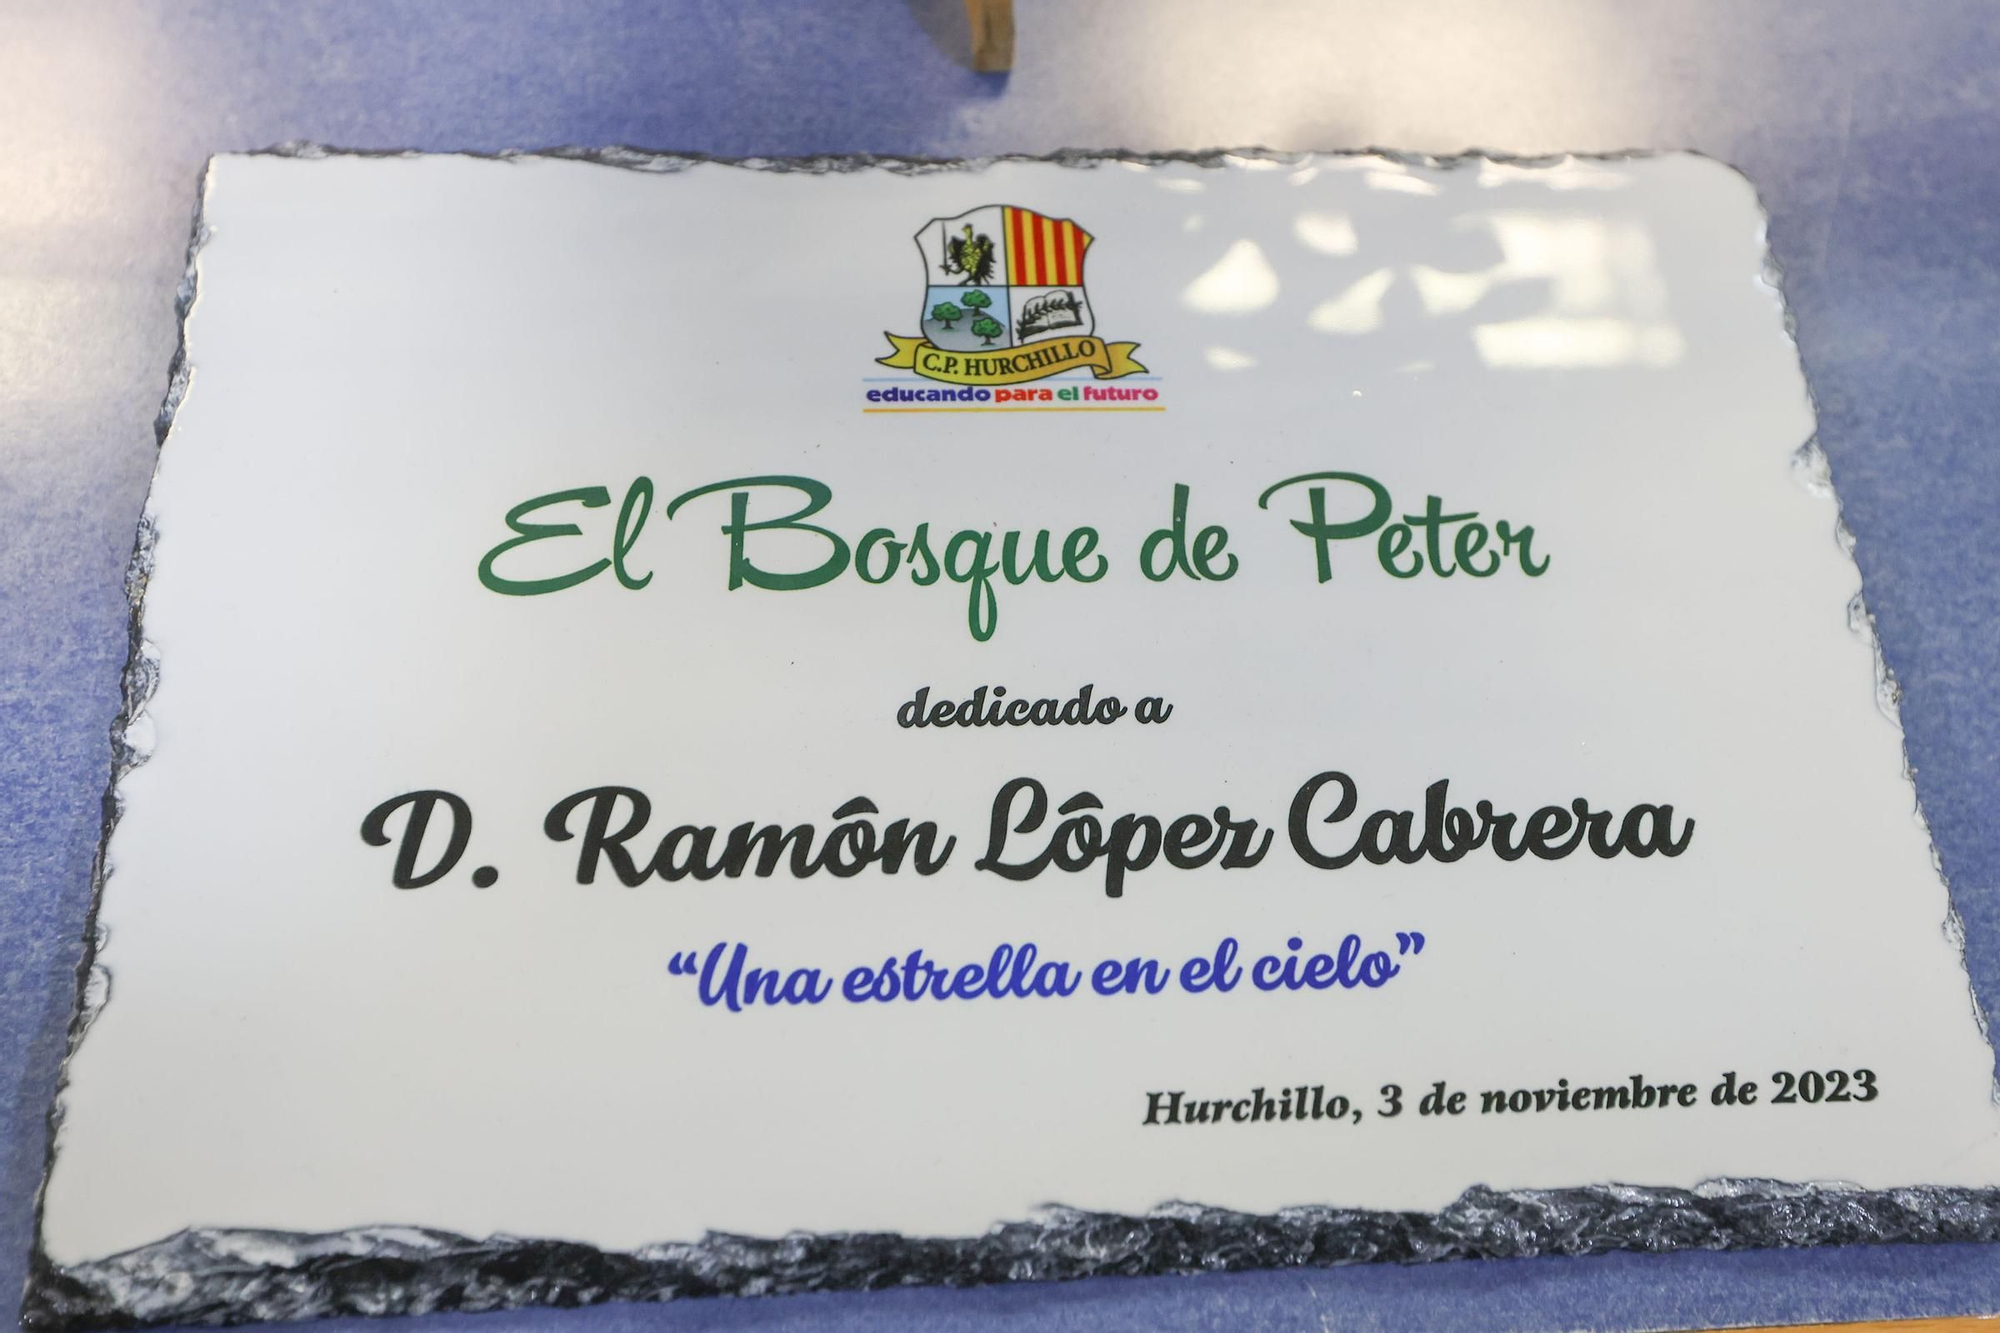 C.P. HURCHILLO
educando para el futuro
El Bosque de Peter
dedicado a
D. Ramôn Lôpez Cabrera
“Una estrella en el cielo”
Hurchillo, 3 de noviembre de 2023